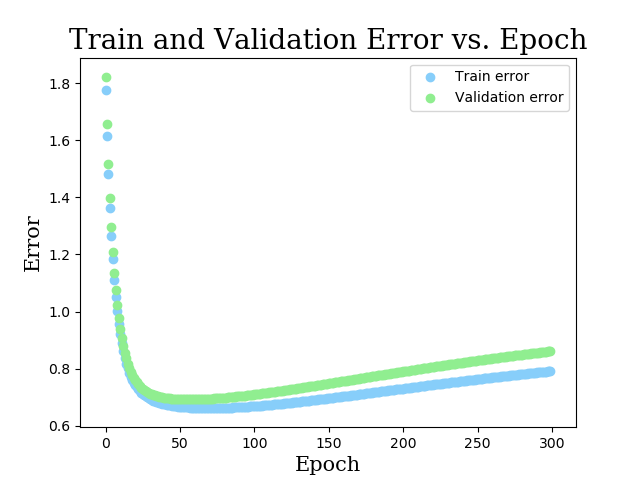 Train and Validation Error vs. Epoch
Train error
Validation error
Error
1.8
1.6
1.4
1.2
1.0
0.8
0.6
0 50 100 150 200 250 300
Epoch